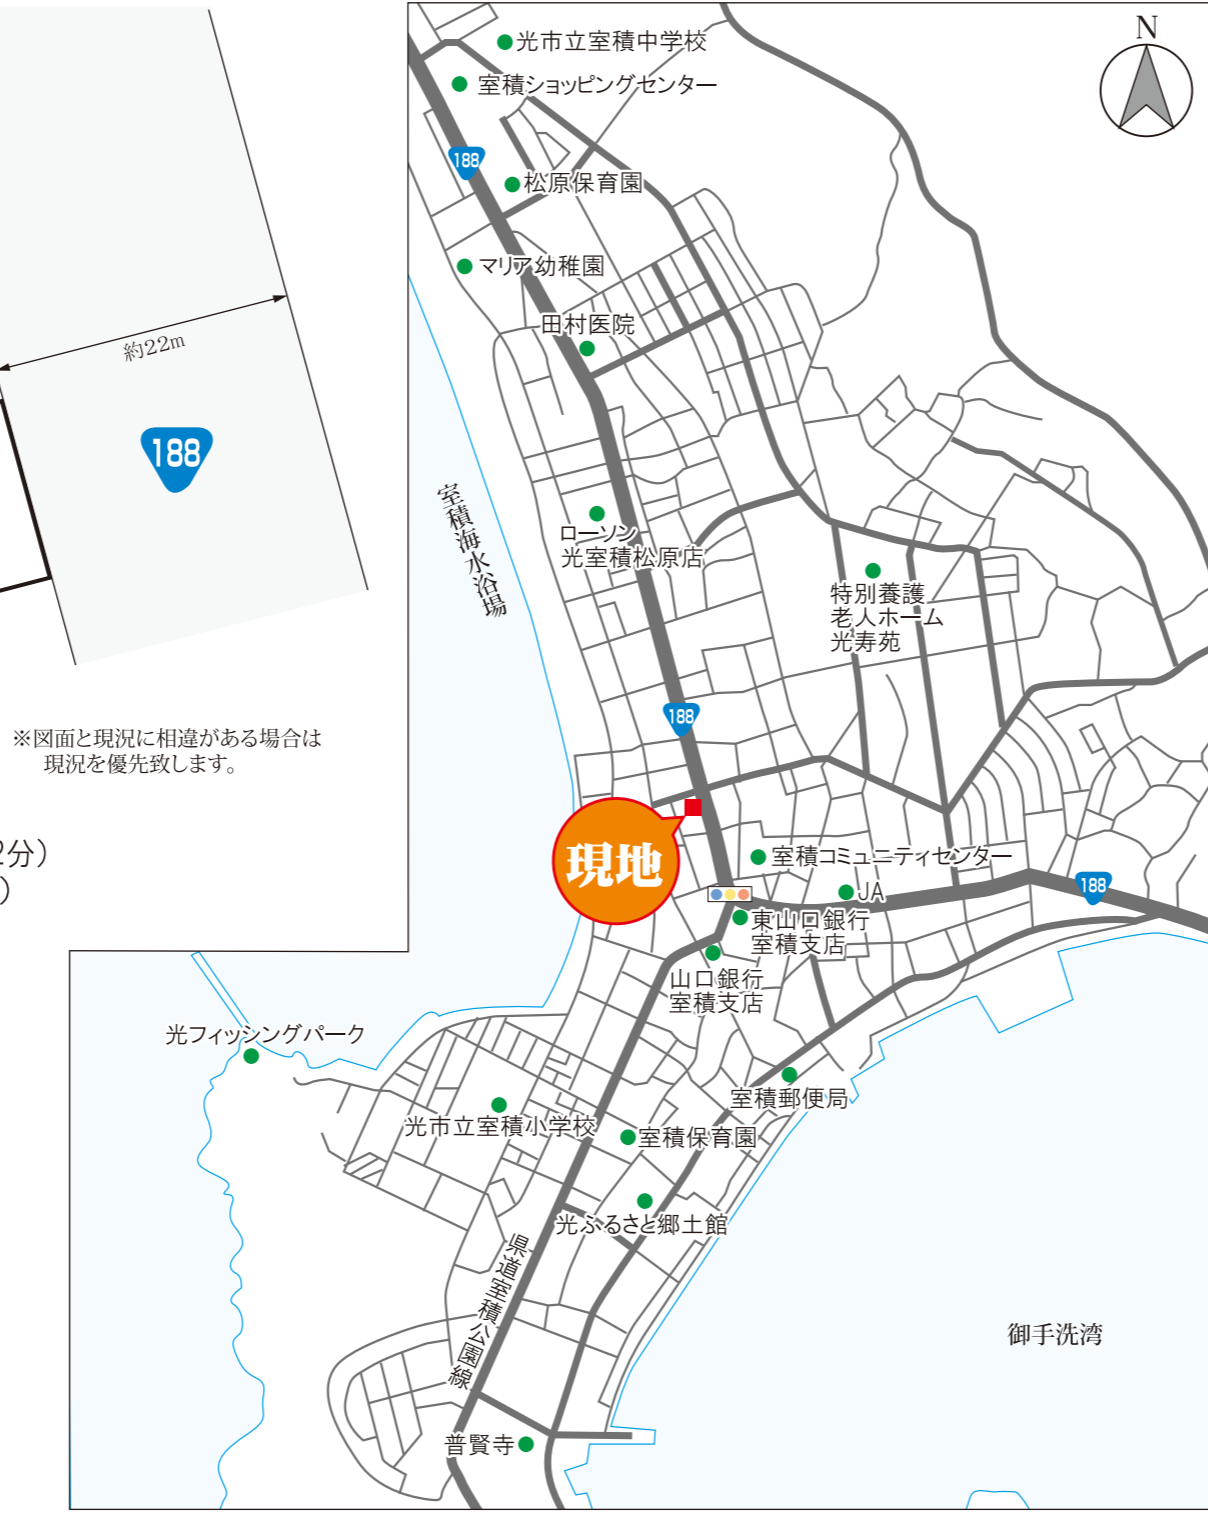 N
光市立室積中学校
室積ショッピングセンター
188
松原保育園
マリア幼稚園
田村医院
約22m
188
室積海水浴場
ローソン
光室積松原店
特別養護
老人ホーム
光寿苑
188
※図面と現況に相違がある場合は
現況を優先致します。
2分）
）
現地
室積コミュニティセンター
JA
188
東山口銀行
室積支店
山口銀行
室積支店
光フィッシングパーク
室積郵便局
光市立室積小学校
室積保育園
光ふるさと郷土館
県道室積公園線
御手洗湾
普賢寺